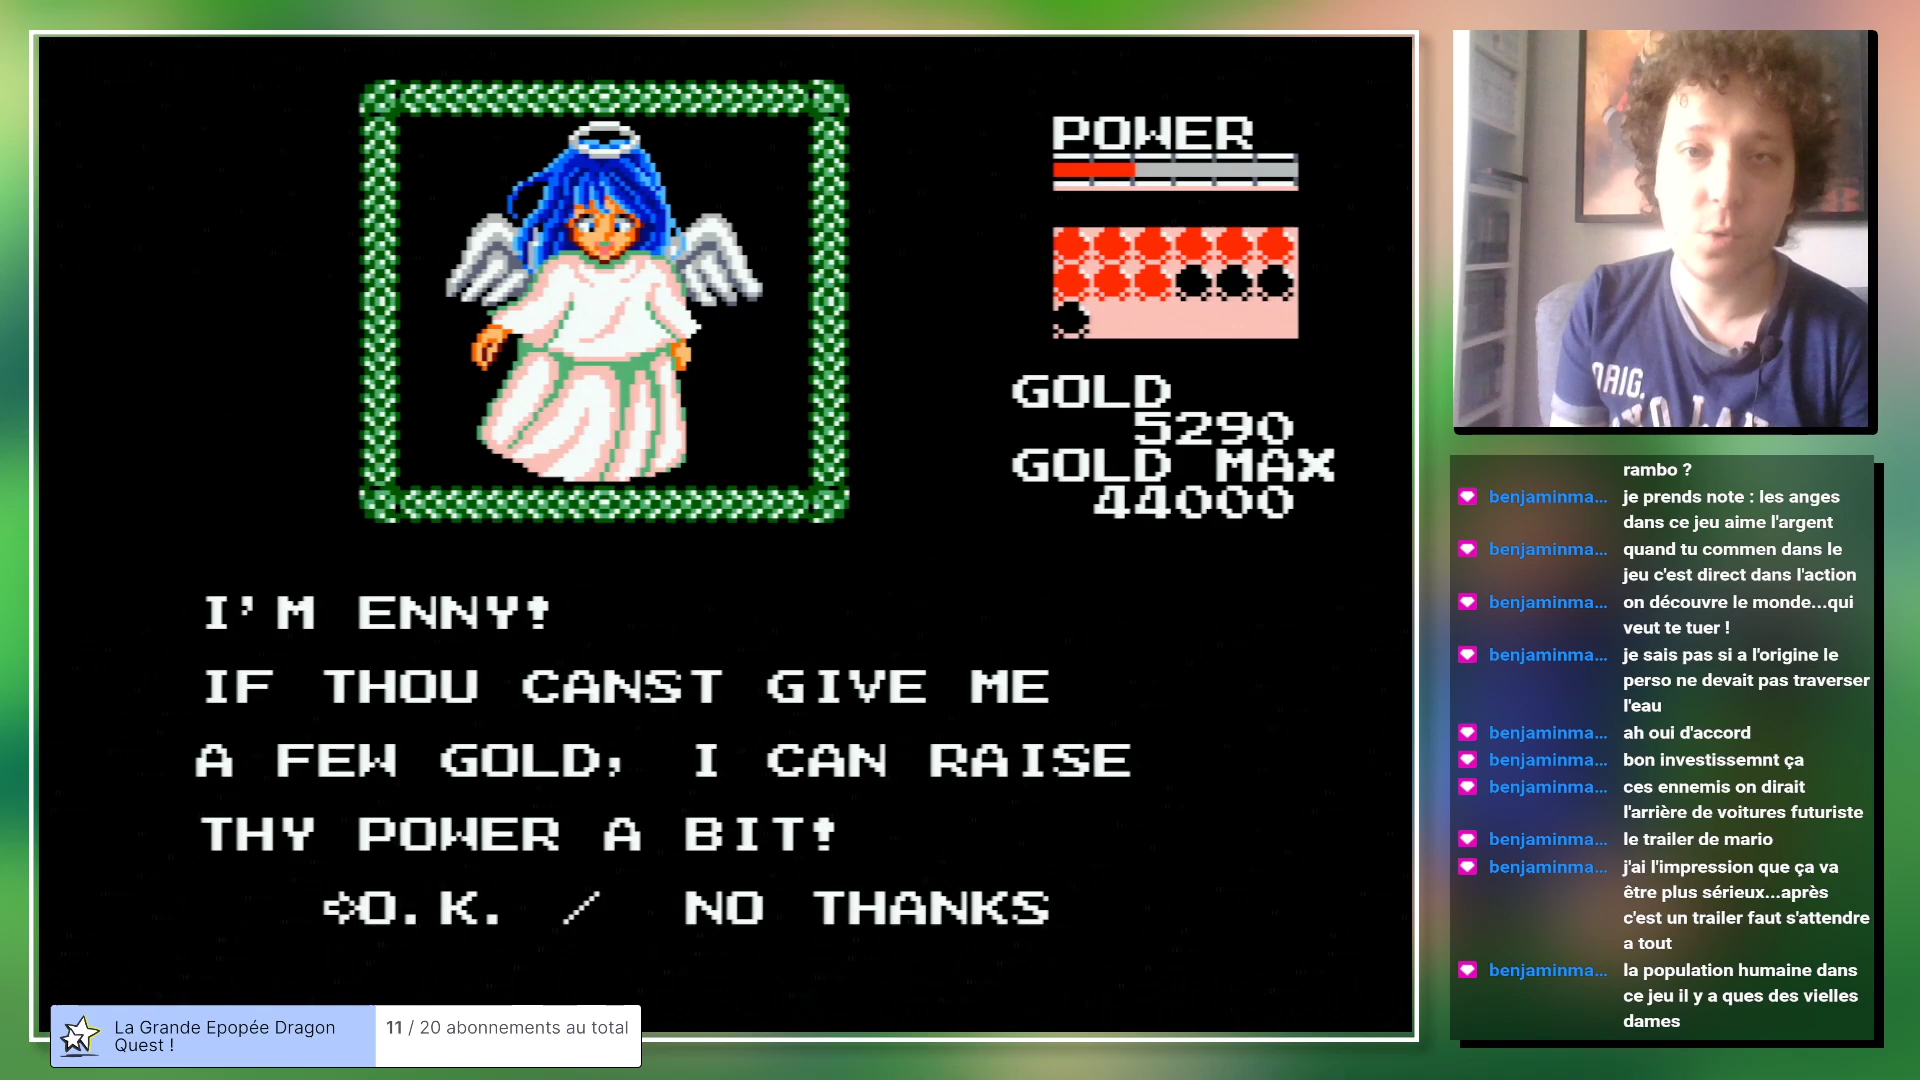 POWER
GOLD
5290
GOLD MAX
44000
I'M ENNY!
IF THOU CANST GIVE ME
A FEW GOLD, I CAN RAISE
THY POWER A BIT!
⇨O.K. / NO THANKS
La Grande Epopée Dragon
Quest !
11 / 20 abonnements au total
ORIG.
rambo ?
benjaminma... je prends note : les anges
dans ce jeu aime l'argent
benjaminma... quand tu commen dans le
jeu c'est direct dans l'action
benjaminma... on découvre le monde...qui
veut te tuer !
benjaminma... je sais pas si a l'origine le
perso ne devait pas traverser
l'eau
benjaminma... ah oui d'accord
benjaminma... bon investissemnt ça
benjaminma... ces ennemis on dirait
l'arrière de voitures futuriste
benjaminma... le trailer de mario
benjaminma... j'ai l'impression que ça va
être plus sérieux...après
c'est un trailer faut s'attendre
a tout
benjaminma... la population humaine dans
ce jeu il y a ques des vielles
dames